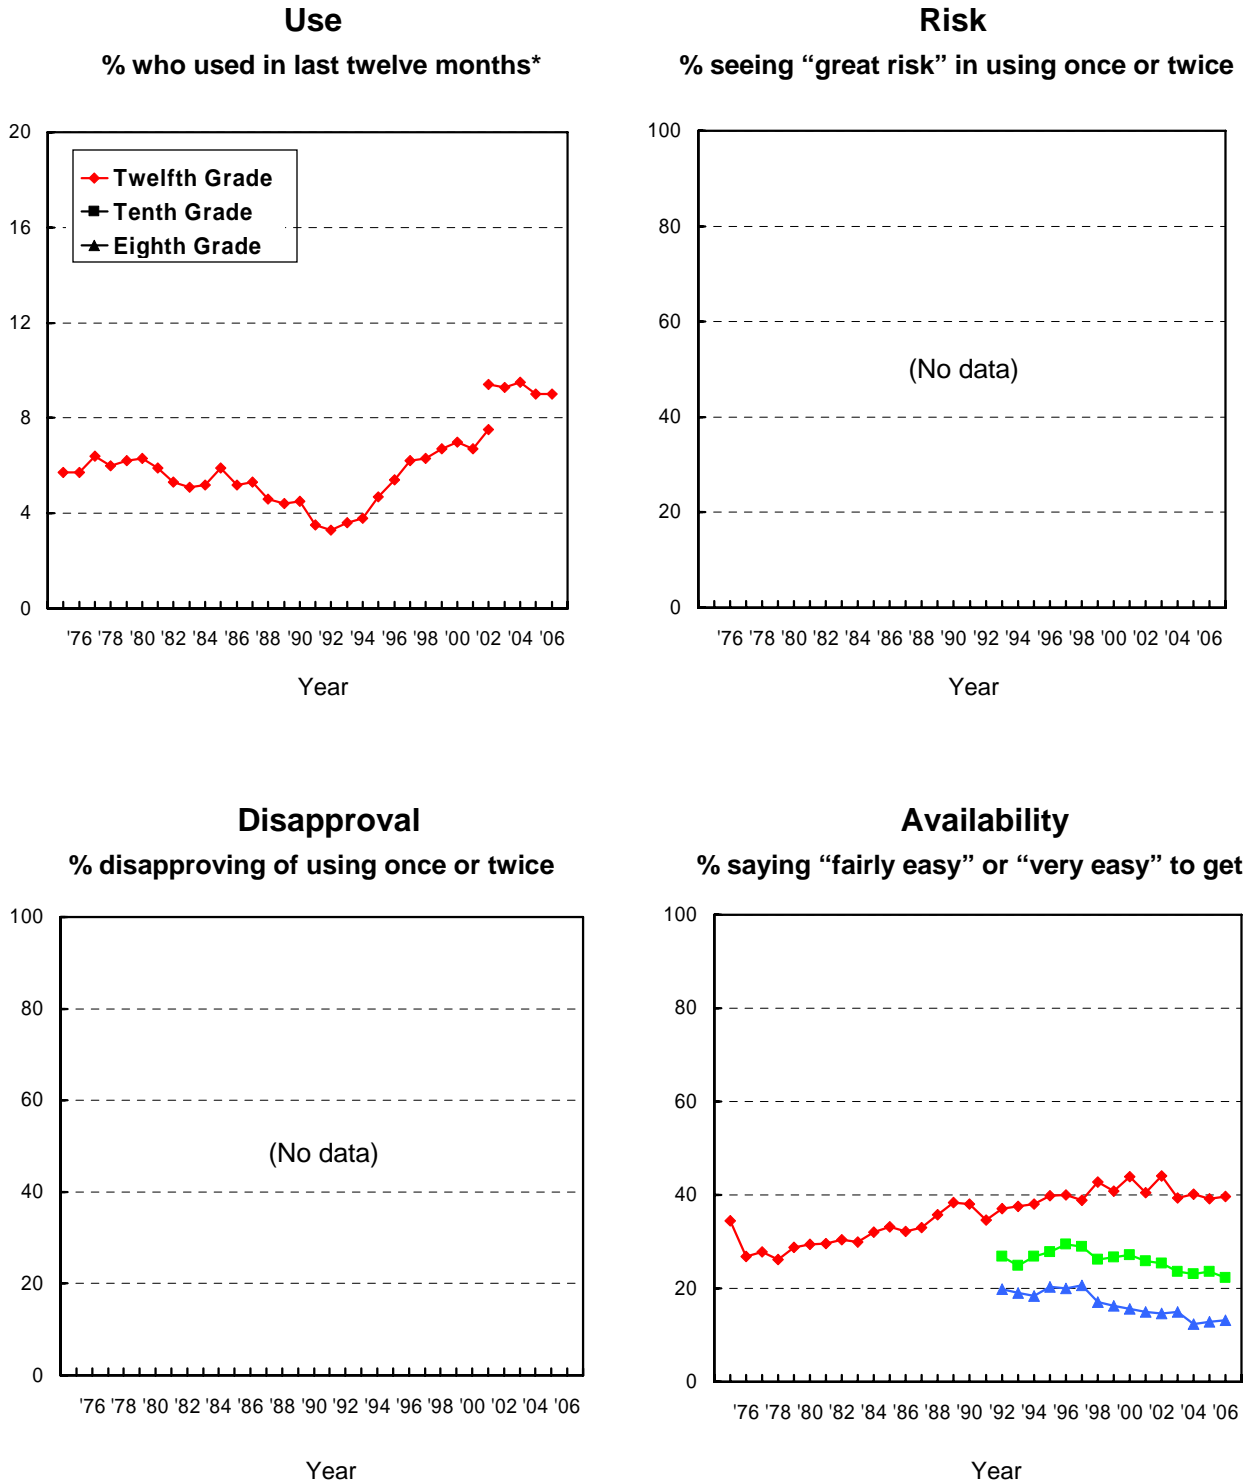 Use
% who used in last twelve months*
20
16
12
8
4
0
Twelfth Grade
Tenth Grade
Eighth Grade
'76 '78 '80 '82 '84 '86 '88 '90 '92 '94 '96 '98 '00 '02 '04 '06
Year
Risk
% seeing “great risk” in using once or twice
100
80
60
40
20
0
(No data)
'76 '78 '80 '82 '84 '86 '88 '90 '92 '94 '96 '98 '00 '02 '04 '06
Year
Disapproval
% disapproving of using once or twice
100
80
60
40
20
0
(No data)
'76 '78 '80 '82 '84 '86 '88 '90 '92 '94 '96 '98 '00 '02 '04 '06
Year
Availability
% saying “fairly easy” or “very easy” to get
100
80
60
40
20
0
'76 '78 '80 '82 '84 '86 '88 '90 '92 '94 '96 '98 '00 '02 '04 '06
Year